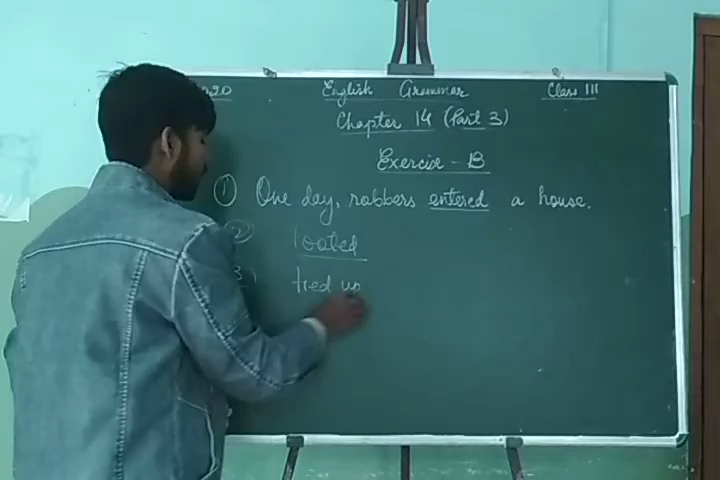 20 English Grammar Class III
Chapter 14 (Part 3)
Exercise - B
① One day, robbers entered a house.
② looted
③ tied up